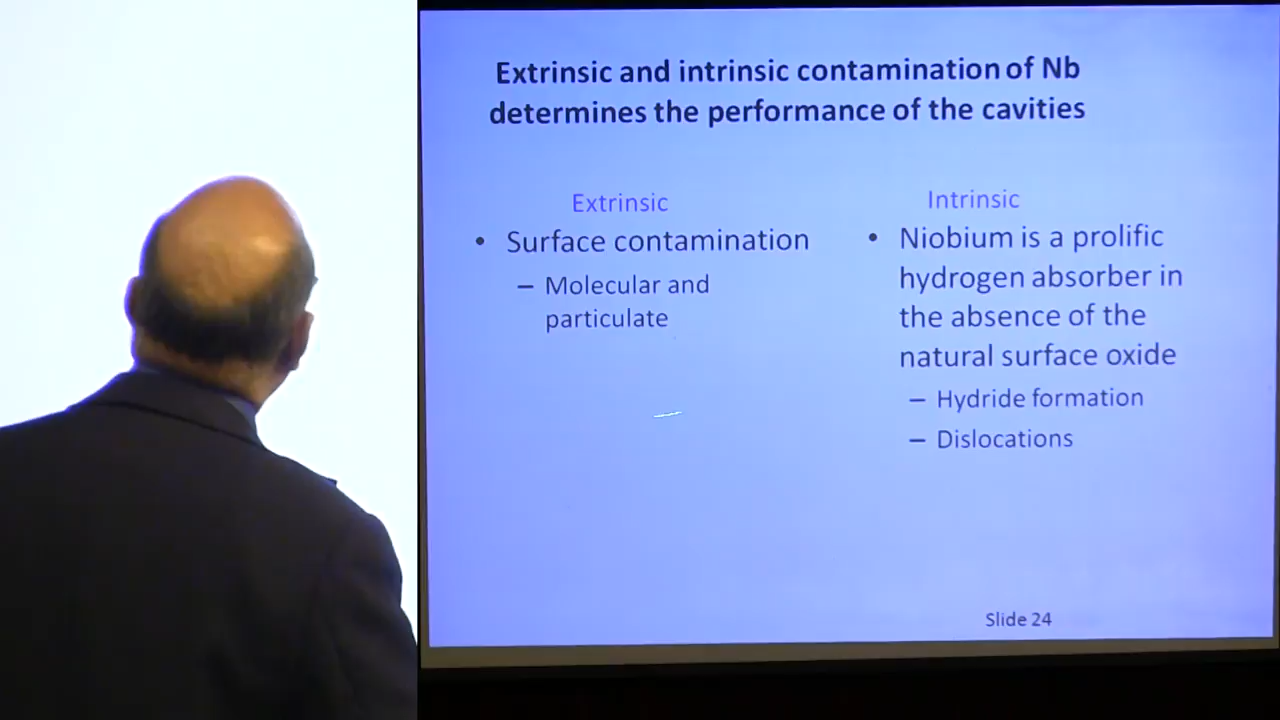 Extrinsic and intrinsic contamination of Nb
determines the performance of the cavities
Extrinsic
• Surface contamination
– Molecular and
particulate
Intrinsic
• Niobium is a prolific
hydrogen absorber in
the absence of the
natural surface oxide
– Hydride formation
– Dislocations
Slide 24